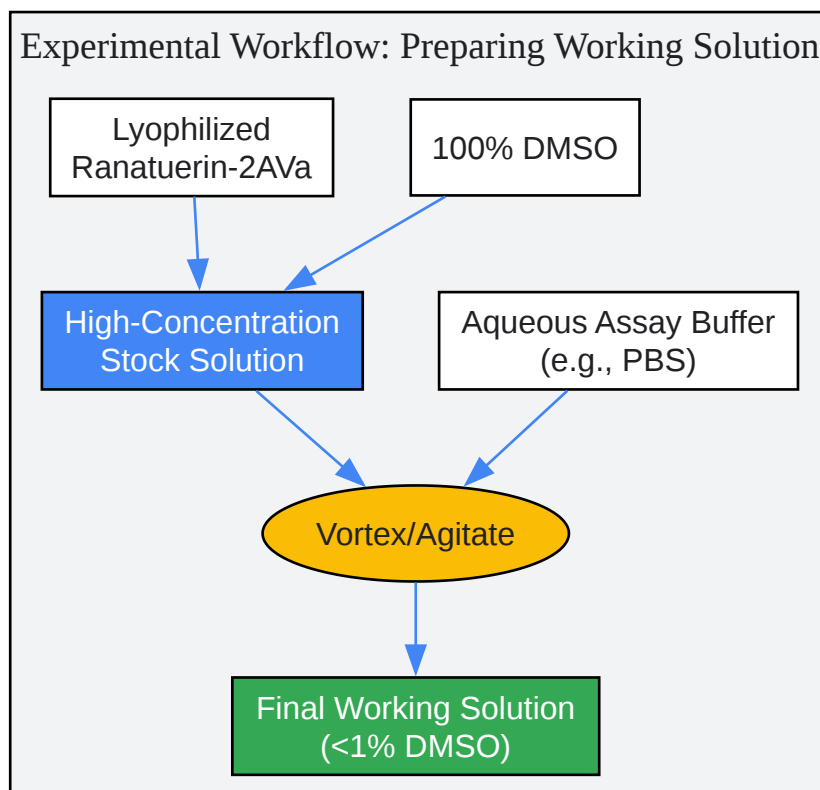 Experimental Workflow: Preparing Working Solution
Lyophilized
Ranatuerin-2AVa
100% DMSO
High-Concentration
Stock Solution
Aqueous Assay Buffer
(e.g., PBS)
Vortex/Agitate
Final Working Solution
(<1% DMSO)